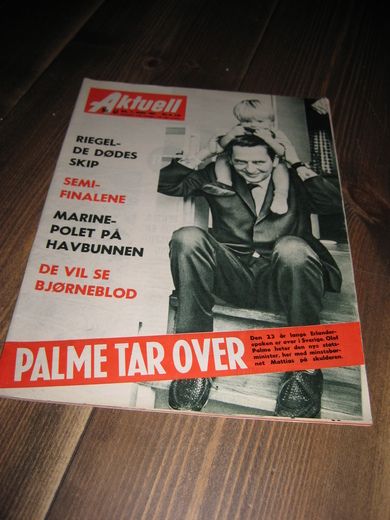 Aktuell
RIEGEL-
DE DØDES
SKIP
SEMI-
FINALENE
MARINE-
POLET PÅ
HAVBUNNEN
DE VIL SE
BJØRNEBLOD
PALME TAR OVER
Den 23 år lange Erlander-
epoken er over i Sverige. Olof
Palme heter den nye stats-
minister, her med minstebar-
net Mattias på skuldren.